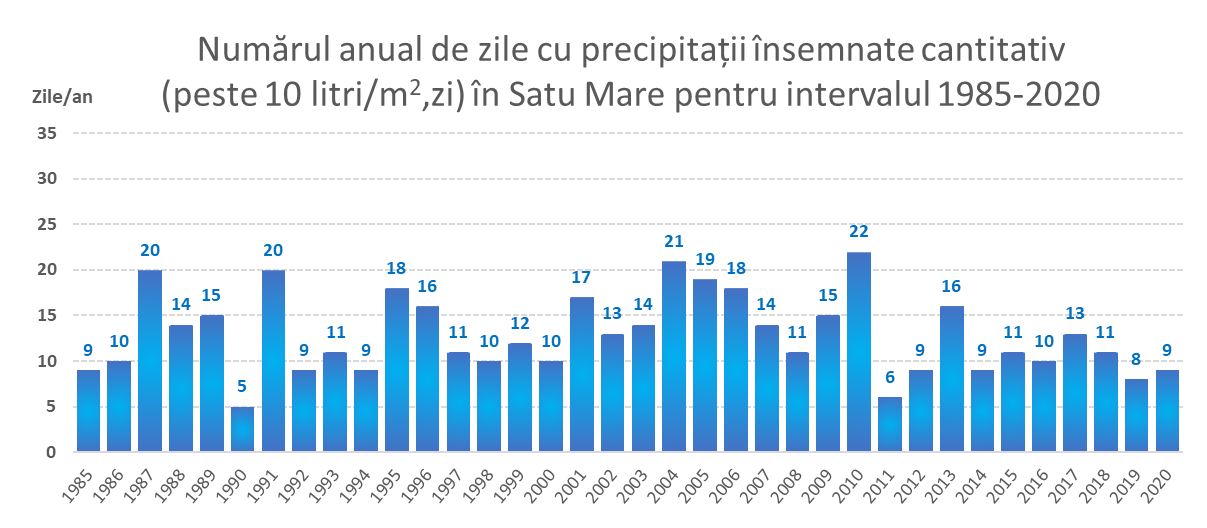 Numărul anual de zile cu precipitații însemnate cantitativ
(peste 10 litri/m²,zi) în Satu Mare pentru intervalul 1985-2020
Zile/an
35
30
25
20
15
10
5
0
9 10 20 14 15 5 20 9 11 9 18 16 11 10 12 10 17 13 14 21 19 18 14 11 15 22 6 9 16 9 11 10 13 11 8 9
1985 1986 1987 1988 1989 1990 1991 1992 1993 1994 1995 1996 1997 1998 1999 2000 2001 2002 2003 2004 2005 2006 2007 2008 2009 2010 2011 2012 2013 2014 2015 2016 2017 2018 2019 2020